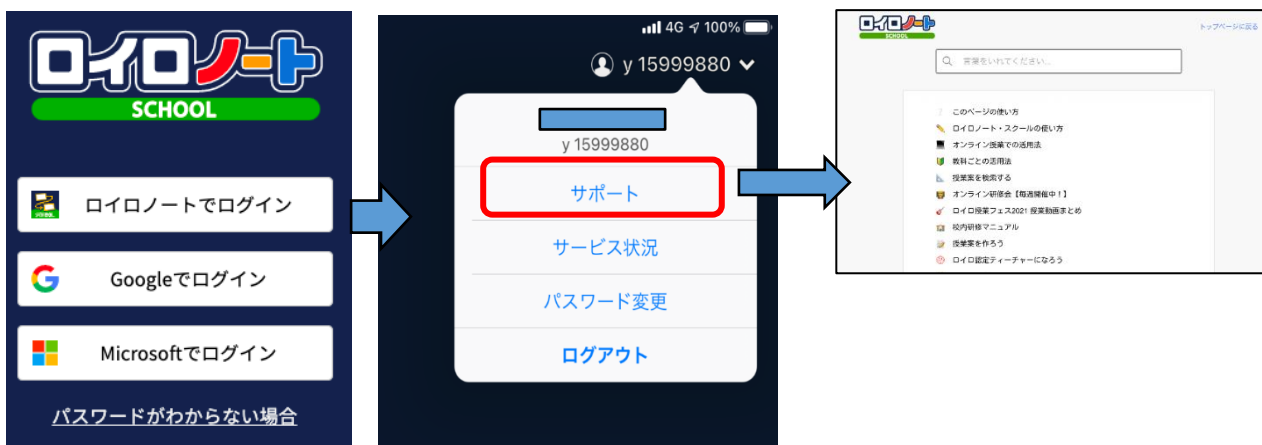 ロイロノート
SCHOOL
ロイロノートでログイン
Googleでログイン
Microsoftでログイン
パスワードがわからない場合
4G 100%
y 15999880
y 15999880
サポート
サービス状況
パスワード変更
ログアウト
ロイロノート
SCHOOL
トップページに戻る
言葉をいれてください...
このページの使い方
ロイロノート・スクールの使い方
オンライン授業での活用法
教科ごとの活用法
授業案を検索する
オンライン研修会【毎週開催中！】
ロイロ授業フェス2021 授業動画まとめ
校内研修マニュアル
授業案を作ろう
ロイロ認定ティーチャーになろう